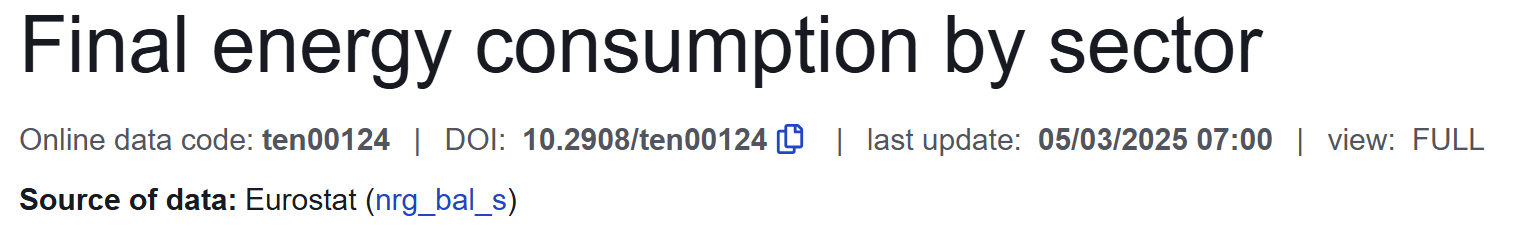 Final energy consumption by sector
Online data code: ten00124 | DOI: 10.2908/ten00124 | last update: 05/03/2025 07:00 | view: FULL
Source of data: Eurostat (nrg_bal_s)